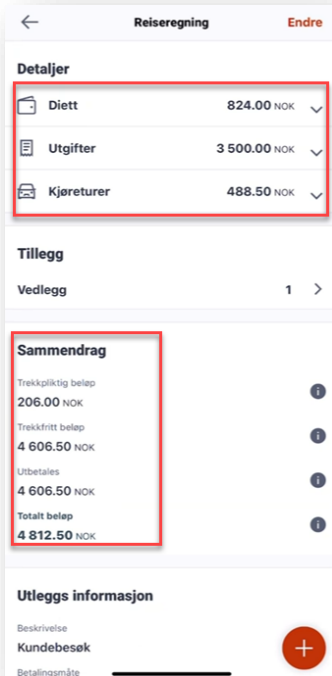 Reiseregning Endre
Detaljer
Diett 824.00 NOK
Utgifter 3 500.00 NOK
Kjøreturer 488.50 NOK
Tillegg
Vedlegg 1
Sammendrag
Trekkpliktig beløp
206.00 NOK
Trekkfritt beløp
4 606.50 NOK
Utbetales
4 606.50 NOK
Totalt beløp
4 812.50 NOK
Utleggs informasjon
Beskrivelse
Kundebesøk
Betalingsmåte